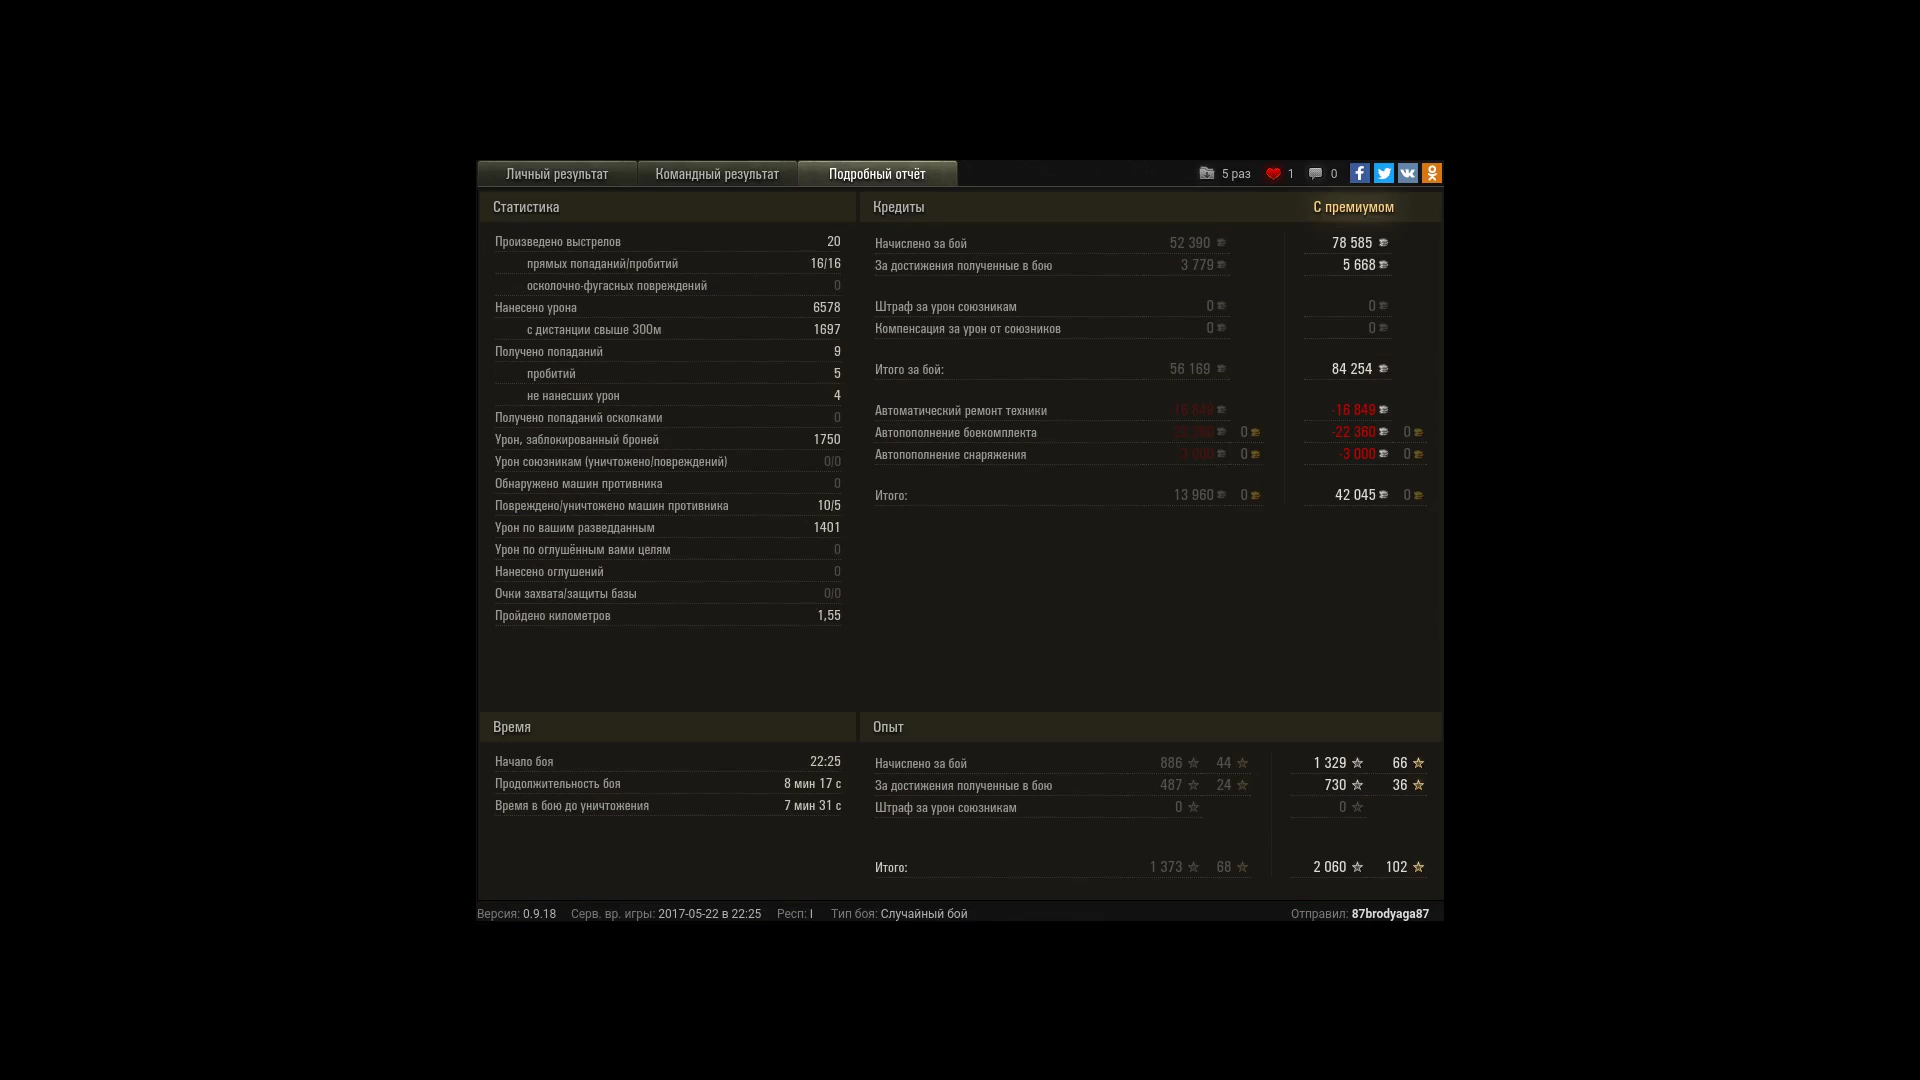 Личный результат Командный результат Подробный отчёт 5 раз 1 0
Статистика
Произведено выстрелов 20
прямых попаданий/пробитий 16/16
осколочно-фугасных повреждений 0
Нанесено урона 6578
с дистанции свыше 300м 1697
Получено попаданий 9
пробитий 5
не нанесших урон 4
Получено попаданий осколками 0
Урон, заблокированный броней 1750
Урон союзникам (уничтожено/повреждений) 0/0
Обнаружено машин противника 0
Повреждено/уничтожено машин противника 10/5
Урон по вашим разведданным 1401
Урон по оглушённым вами целям 0
Нанесено оглушений 0
Очки захвата/защиты базы 0/0
Пройдено километров 1,55
Кредиты С премиумом
Начислено за бой 52 390 78 585
За достижения полученные в бою 3 779 5 668
Штраф за урон союзникам 0 0
Компенсация за урон от союзников 0 0
Итого за бой: 56 169 84 254
Автоматический ремонт техники -16 849 -16 849
Автопополнение боекомплекта 0 -22 360 0
Автопополнение снаряжения -3 000 0 -3 000 0
Итого: 13 960 0 42 045 0
Время
Начало боя 22:25
Продолжительность боя 8 мин 17 с
Время в бою до уничтожения 7 мин 31 с
Опыт
Начислено за бой 886 44 1 329 66
За достижения полученные в бою 487 24 730 36
Штраф за урон союзникам 0 0
Итого: 1 373 68 2 060 102
Версия: 0.9.18 Серв. вр. игры: 2017-05-22 в 22:25 Респ: I Тип боя: Случайный бой Отправил: 87brodyaga87